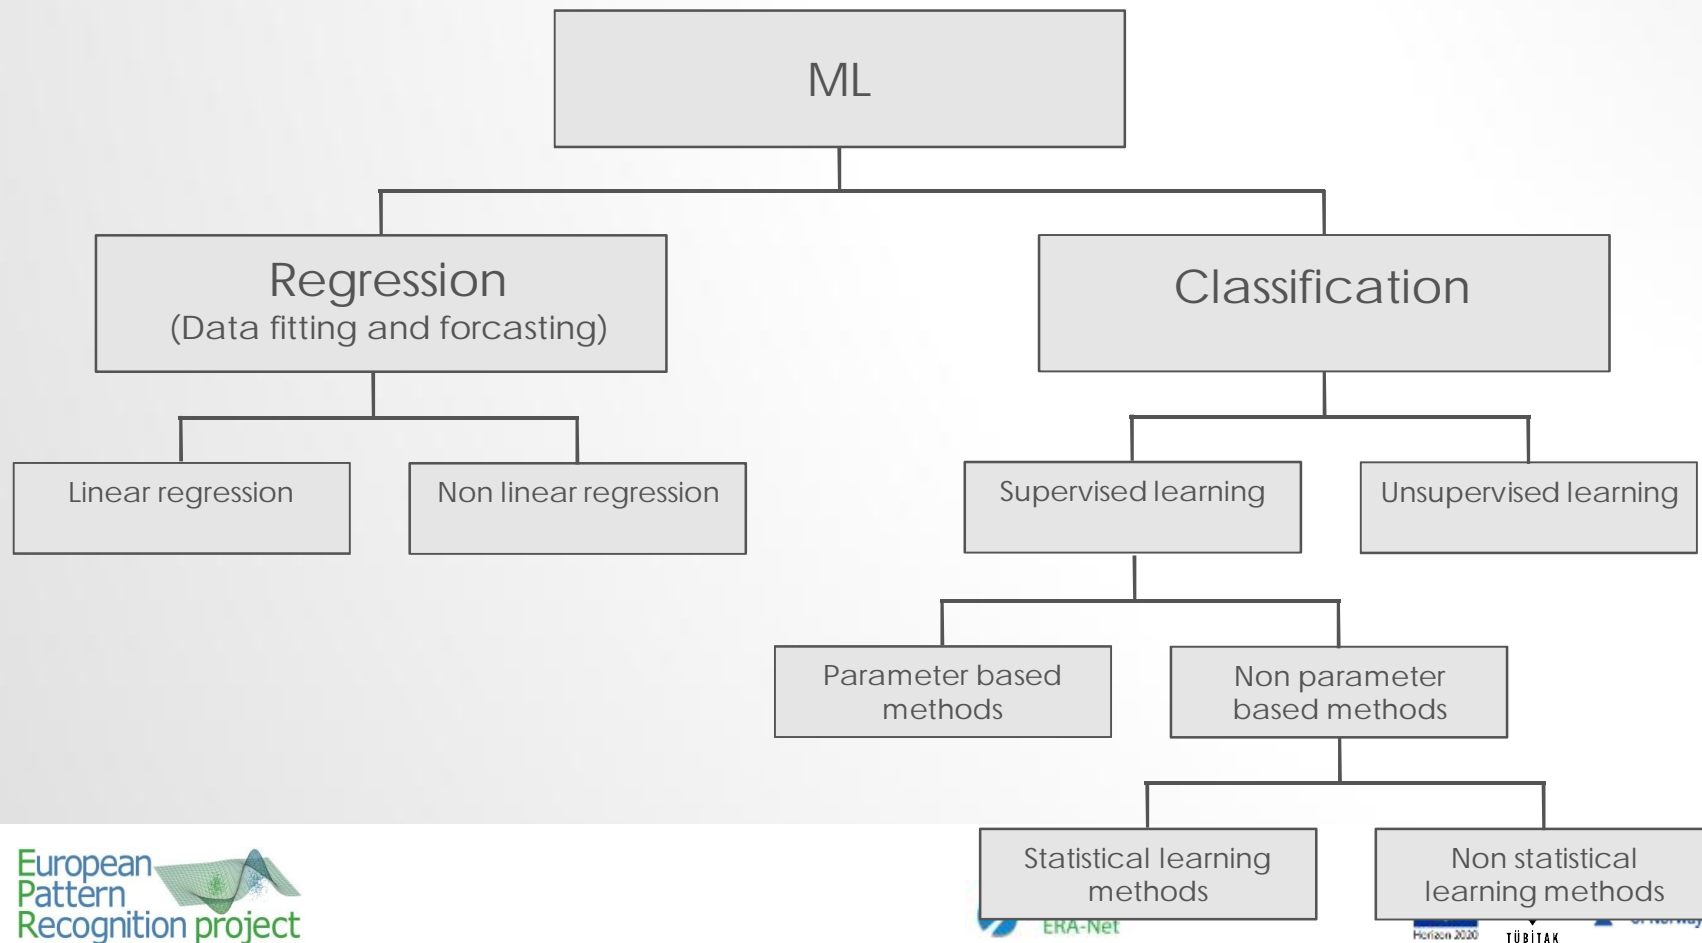 ML
Regression
(Data fitting and forcasting)
Classification
Linear regression
Non linear regression
Supervised learning
Unsupervised learning
Parameter based
methods
Non parameter
based methods
Statistical learning
methods
Non statistical
learning methods
European
Pattern
Recognition project
ERA-Net
Horizon 2020
TÜBİTAK
Norway